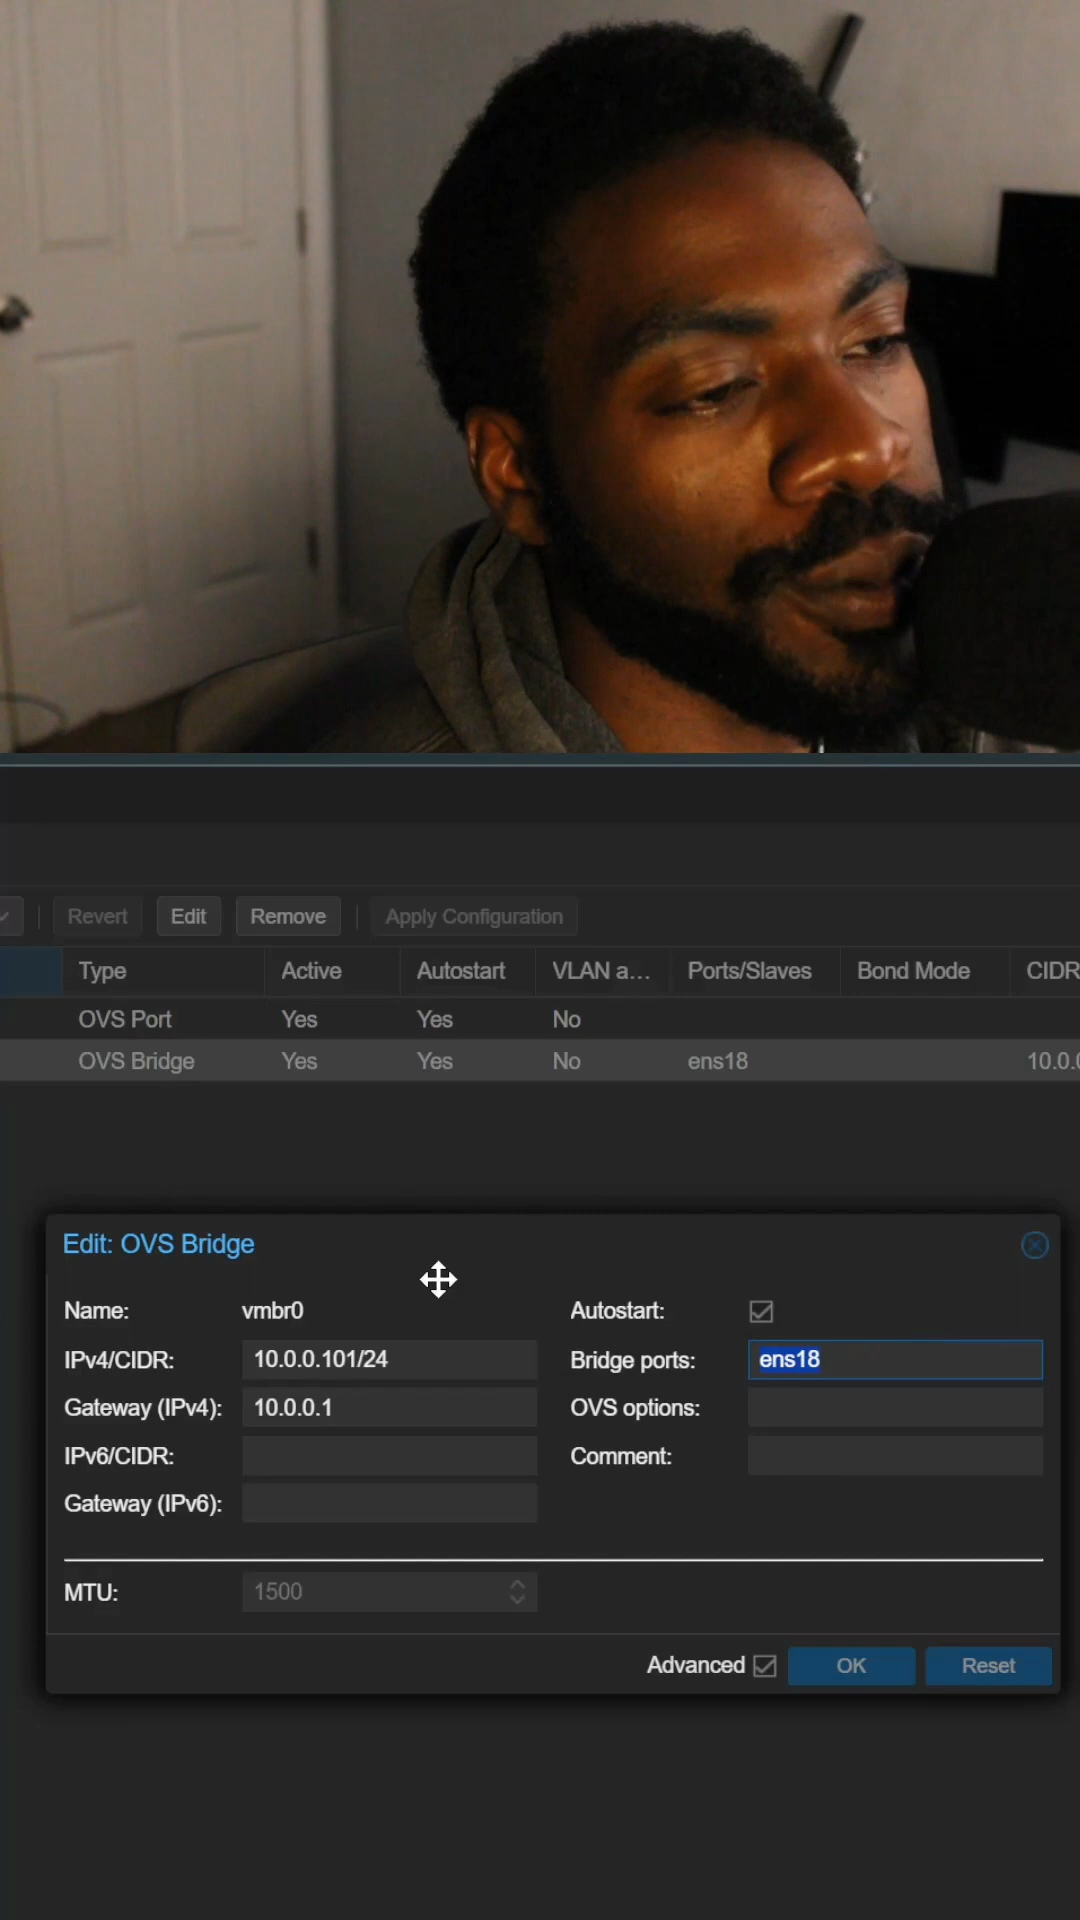 Revert Edit Remove Apply Configuration
Type Active Autostart VLAN a... Ports/Slaves Bond Mode CIDR
OVS Port Yes Yes No
OVS Bridge Yes Yes No ens18 10.0.0
Edit: OVS Bridge
Name: vmbr0 Autostart:
IPv4/CIDR: 10.0.0.101/24 Bridge ports: ens18
Gateway (IPv4): 10.0.0.1 OVS options:
IPv6/CIDR: Comment:
Gateway (IPv6):
MTU: 1500
Advanced OK Reset